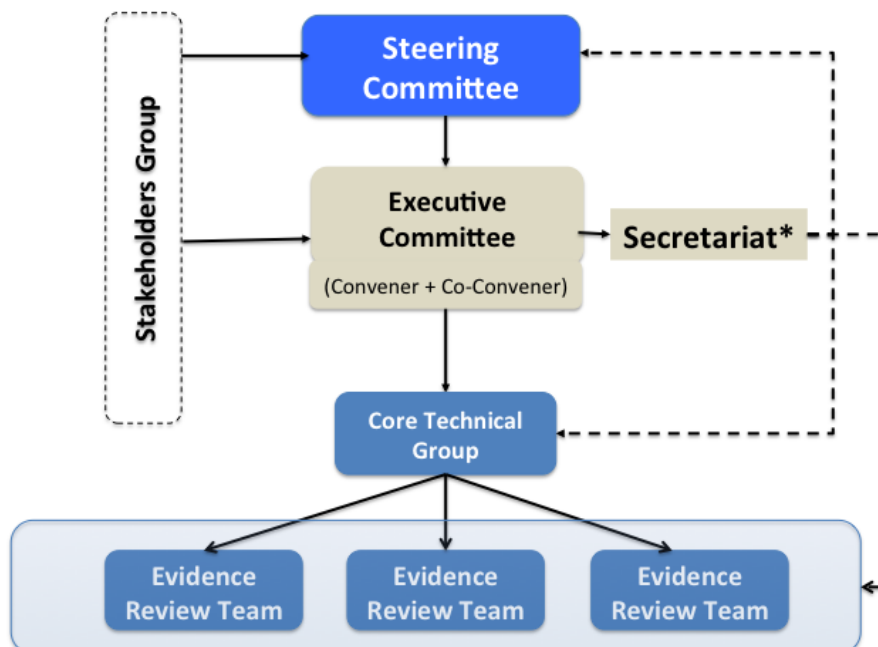 Stakeholders Group
Steering
Committee
Executive
Committee
(Convener + Co-Convener)
Secretariat*
Core Technical
Group
Evidence
Review Team
Evidence
Review Team
Evidence
Review Team